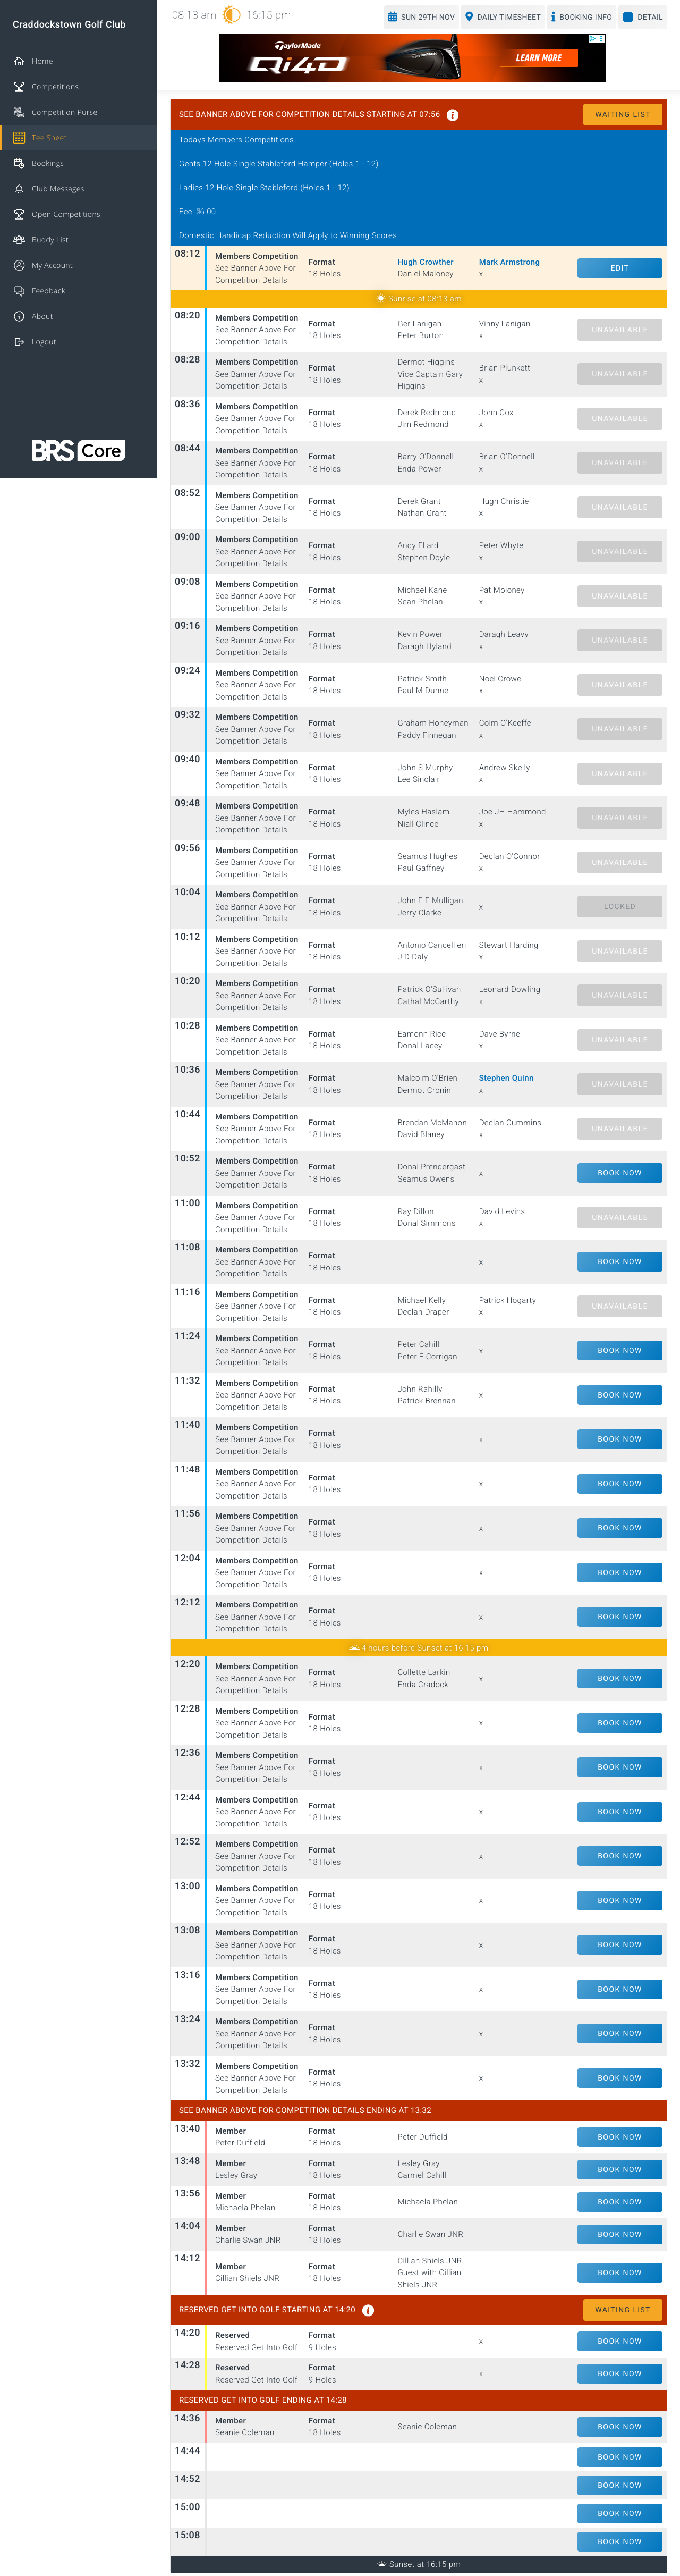 Craddockstown Golf Club
Home
Competitions
Competition Purse
Tee Sheet
Bookings
Club Messages
Open Competitions
Buddy List
My Account
Feedback
About
Logout
BRS Core
08:13 am 16:15 pm
SUN 29TH NOV DAILY TIMESHEET BOOKING INFO DETAIL
TaylorMade
Qi4D LEARN MORE
SEE BANNER ABOVE FOR COMPETITION DETAILS STARTING AT 07:56 WAITING LIST
Todays Members Competitions
Gents 12 Hole Single Stableford Hamper (Holes 1 - 12)
Ladies 12 Hole Single Stableford (Holes 1 - 12)
Fee: 6.00
Domestic Handicap Reduction Will Apply to Winning Scores
08:12 Members Competition See Banner Above For Competition Details Format 18 Holes Hugh Crowther Daniel Maloney Mark Armstrong x EDIT
Sunrise at 08:13 am
08:20 Members Competition See Banner Above For Competition Details Format 18 Holes Ger Lanigan Peter Burton Vinny Lanigan x UNAVAILABLE
08:28 Members Competition See Banner Above For Competition Details Format 18 Holes Dermot Higgins Vice Captain Gary Higgins Brian Plunkett x UNAVAILABLE
08:36 Members Competition See Banner Above For Competition Details Format 18 Holes Derek Redmond Jim Redmond John Cox x UNAVAILABLE
08:44 Members Competition See Banner Above For Competition Details Format 18 Holes Barry O'Donnell Enda Power Brian O'Donnell x UNAVAILABLE
08:52 Members Competition See Banner Above For Competition Details Format 18 Holes Derek Grant Nathan Grant Hugh Christie x UNAVAILABLE
09:00 Members Competition See Banner Above For Competition Details Format 18 Holes Andy Ellard Stephen Doyle Peter Whyte x UNAVAILABLE
09:08 Members Competition See Banner Above For Competition Details Format 18 Holes Michael Kane Sean Phelan Pat Moloney x UNAVAILABLE
09:16 Members Competition See Banner Above For Competition Details Format 18 Holes Kevin Power Daragh Hyland Daragh Leavy x UNAVAILABLE
09:24 Members Competition See Banner Above For Competition Details Format 18 Holes Patrick Smith Paul M Dunne Noel Crowe x UNAVAILABLE
09:32 Members Competition See Banner Above For Competition Details Format 18 Holes Graham Honeyman Paddy Finnegan Colm O'Keeffe x UNAVAILABLE
09:40 Members Competition See Banner Above For Competition Details Format 18 Holes John S Murphy Lee Sinclair Andrew Skelly x UNAVAILABLE
09:48 Members Competition See Banner Above For Competition Details Format 18 Holes Myles Haslam Niall Clince Joe JH Hammond x UNAVAILABLE
09:56 Members Competition See Banner Above For Competition Details Format 18 Holes Seamus Hughes Paul Gaffney Declan O'Connor x UNAVAILABLE
10:04 Members Competition See Banner Above For Competition Details Format 18 Holes John E E Mulligan Jerry Clarke x LOCKED
10:12 Members Competition See Banner Above For Competition Details Format 18 Holes Antonio Cancellieri J D Daly Stewart Harding x UNAVAILABLE
10:20 Members Competition See Banner Above For Competition Details Format 18 Holes Patrick O'Sullivan Cathal McCarthy Leonard Dowling x UNAVAILABLE
10:28 Members Competition See Banner Above For Competition Details Format 18 Holes Eamonn Rice Donal Lacey Dave Byrne x UNAVAILABLE
10:36 Members Competition See Banner Above For Competition Details Format 18 Holes Malcolm O'Brien Dermot Cronin Stephen Quinn x UNAVAILABLE
10:44 Members Competition See Banner Above For Competition Details Format 18 Holes Brendan McMahon David Blaney Declan Cummins x UNAVAILABLE
10:52 Members Competition See Banner Above For Competition Details Format 18 Holes Donal Prendergast Seamus Owens x BOOK NOW
11:00 Members Competition See Banner Above For Competition Details Format 18 Holes Ray Dillon Donal Simmons David Levins x UNAVAILABLE
11:08 Members Competition See Banner Above For Competition Details Format 18 Holes x BOOK NOW
11:16 Members Competition See Banner Above For Competition Details Format 18 Holes Michael Kelly Declan Draper Patrick Hogarty x UNAVAILABLE
11:24 Members Competition See Banner Above For Competition Details Format 18 Holes Peter Cahill Peter F Corrigan x BOOK NOW
11:32 Members Competition See Banner Above For Competition Details Format 18 Holes John Rahilly Patrick Brennan x BOOK NOW
11:40 Members Competition See Banner Above For Competition Details Format 18 Holes x BOOK NOW
11:48 Members Competition See Banner Above For Competition Details Format 18 Holes x BOOK NOW
11:56 Members Competition See Banner Above For Competition Details Format 18 Holes x BOOK NOW
12:04 Members Competition See Banner Above For Competition Details Format 18 Holes x BOOK NOW
12:12 Members Competition See Banner Above For Competition Details Format 18 Holes x BOOK NOW
4 hours before Sunset at 16:15 pm
12:20 Members Competition See Banner Above For Competition Details Format 18 Holes Collette Larkin Enda Cradock x BOOK NOW
12:28 Members Competition See Banner Above For Competition Details Format 18 Holes x BOOK NOW
12:36 Members Competition See Banner Above For Competition Details Format 18 Holes x BOOK NOW
12:44 Members Competition See Banner Above For Competition Details Format 18 Holes x BOOK NOW
12:52 Members Competition See Banner Above For Competition Details Format 18 Holes x BOOK NOW
13:00 Members Competition See Banner Above For Competition Details Format 18 Holes x BOOK NOW
13:08 Members Competition See Banner Above For Competition Details Format 18 Holes x BOOK NOW
13:16 Members Competition See Banner Above For Competition Details Format 18 Holes x BOOK NOW
13:24 Members Competition See Banner Above For Competition Details Format 18 Holes x BOOK NOW
13:32 Members Competition See Banner Above For Competition Details Format 18 Holes x BOOK NOW
SEE BANNER ABOVE FOR COMPETITION DETAILS ENDING AT 13:32
13:40 Member Peter Duffield Format 18 Holes Peter Duffield BOOK NOW
13:48 Member Lesley Gray Format 18 Holes Lesley Gray Carmel Cahill BOOK NOW
13:56 Member Michaela Phelan Format 18 Holes Michaela Phelan BOOK NOW
14:04 Member Charlie Swan JNR Format 18 Holes Charlie Swan JNR BOOK NOW
14:12 Member Cillian Shiels JNR Format 18 Holes Cillian Shiels JNR Guest with Cillian Shiels JNR BOOK NOW
RESERVED GET INTO GOLF STARTING AT 14:20 WAITING LIST
14:20 Reserved Reserved Get Into Golf Format 9 Holes x BOOK NOW
14:28 Reserved Reserved Get Into Golf Format 9 Holes x BOOK NOW
RESERVED GET INTO GOLF ENDING AT 14:28
14:36 Member Seanie Coleman Format 18 Holes Seanie Coleman BOOK NOW
14:44 BOOK NOW
14:52 BOOK NOW
15:00 BOOK NOW
15:08 BOOK NOW
Sunset at 16:15 pm